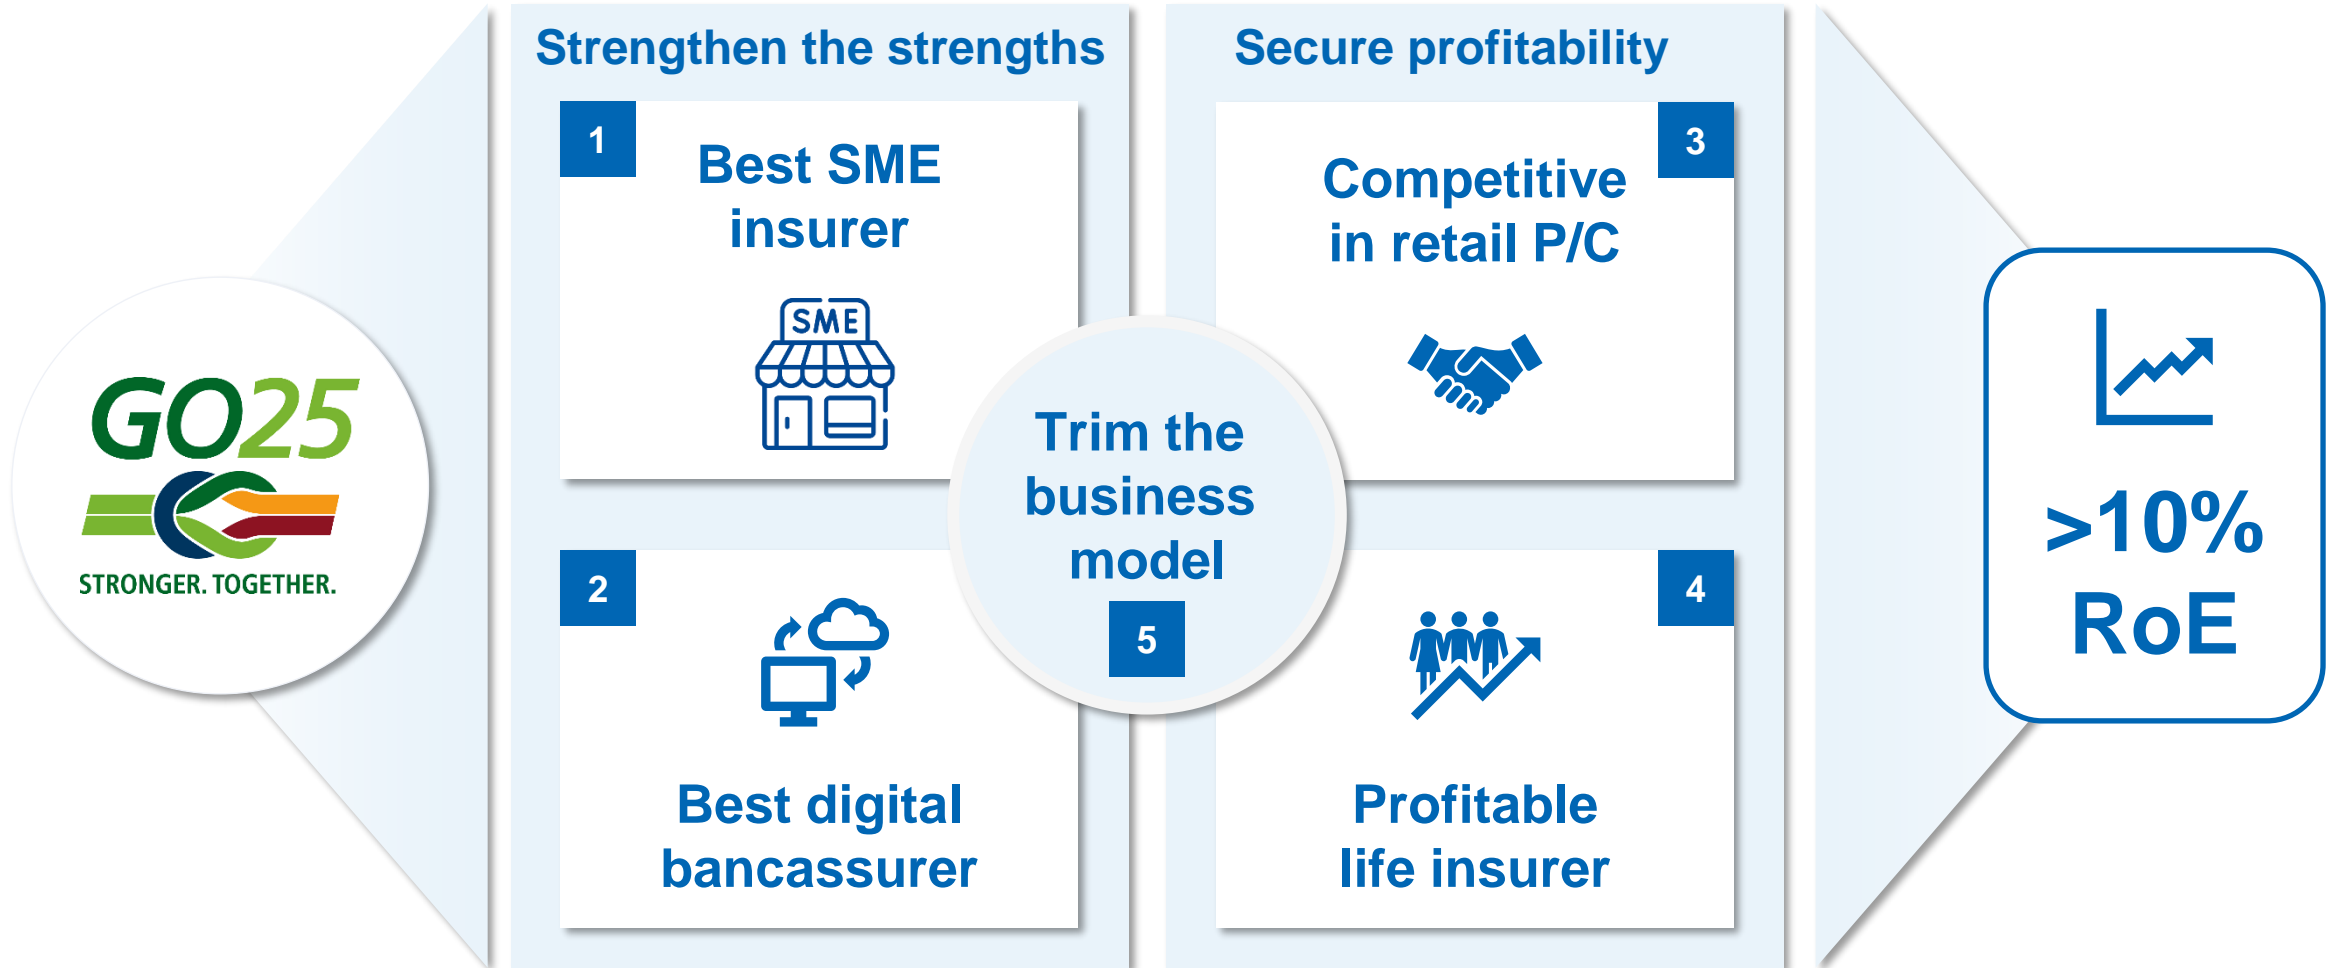 GO25
STRONGER. TOGETHER.
Strengthen the strengths
1
Best SME
insurer
SME
2
Best digital
bancassurer
Trim the
business
model
5
Secure profitability
3
Competitive
in retail P/C
4
Profitable
life insurer
>10%
RoE